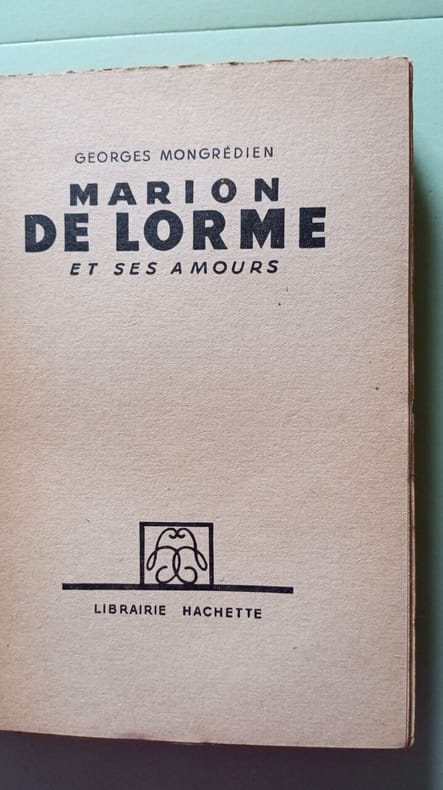 GEORGES MONGRÉDIEN
MARION
DE LORME
ET SES AMOURS
LIBRAIRIE HACHETTE